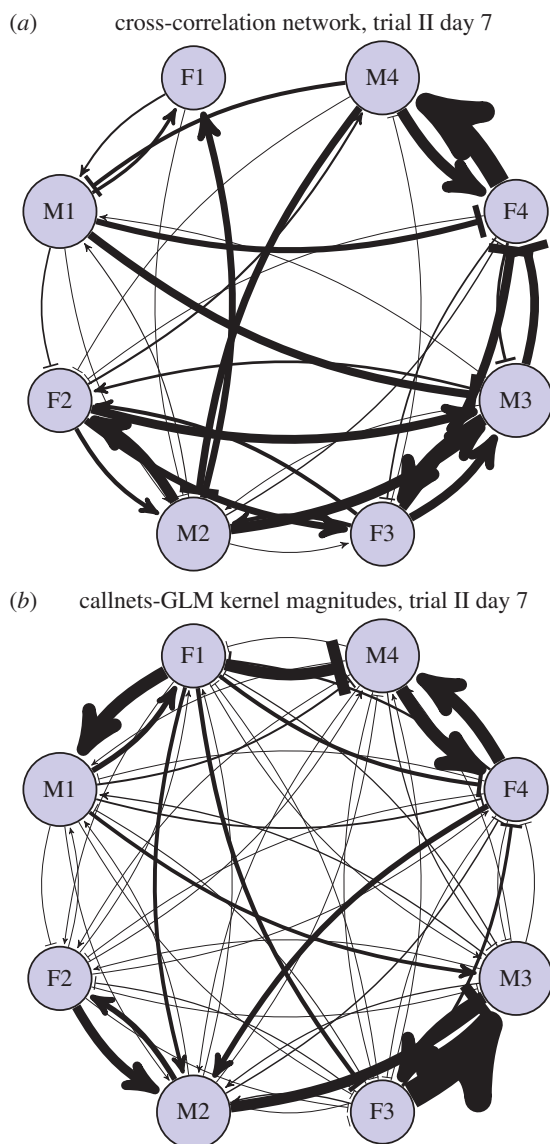 (a) cross-correlation network, trial II day 7
F1 M4
M1 F4
F2 M3
M2 F3
(b) callnets-GLM kernel magnitudes, trial II day 7
F1 M4
M1 F4
F2 M3
M2 F3